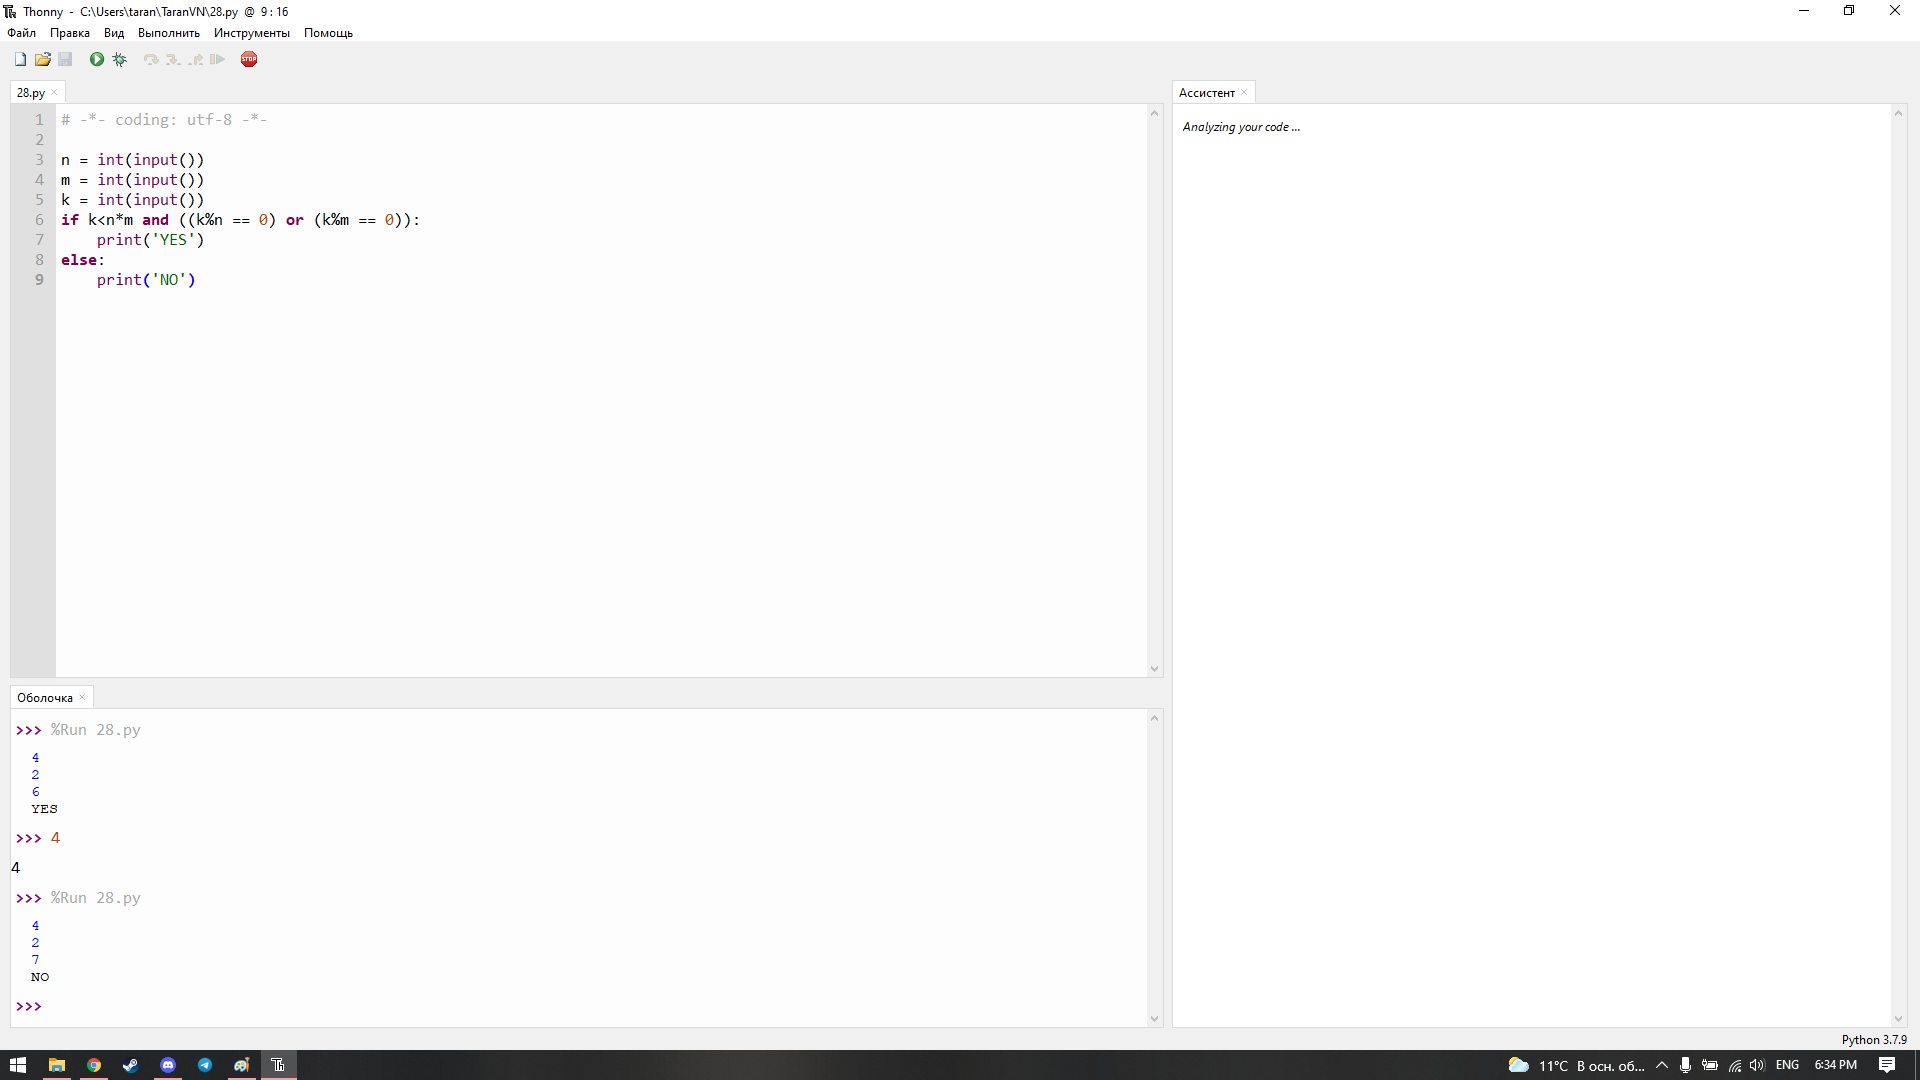 Thonny - C:\Users\taran\TaranVN\28.py @ 9 : 16
Файл Правка Вид Выполнить Инструменты Помощь
STOP
28.py
1 # -*- coding: utf-8 -*-
2
3 n = int(input())
4 m = int(input())
5 k = int(input())
6 if k<n*m and ((k%n == 0) or (k%m == 0)):
7     print('YES')
8 else:
9     print('NO')
Ассистент
Analyzing your code ...
Оболочка
>>> %Run 28.py
4
2
6
YES
>>> 4
4
>>> %Run 28.py
4
2
7
NO
>>>
Python 3.7.9
11°C В осн. об... ENG 6:34 PM